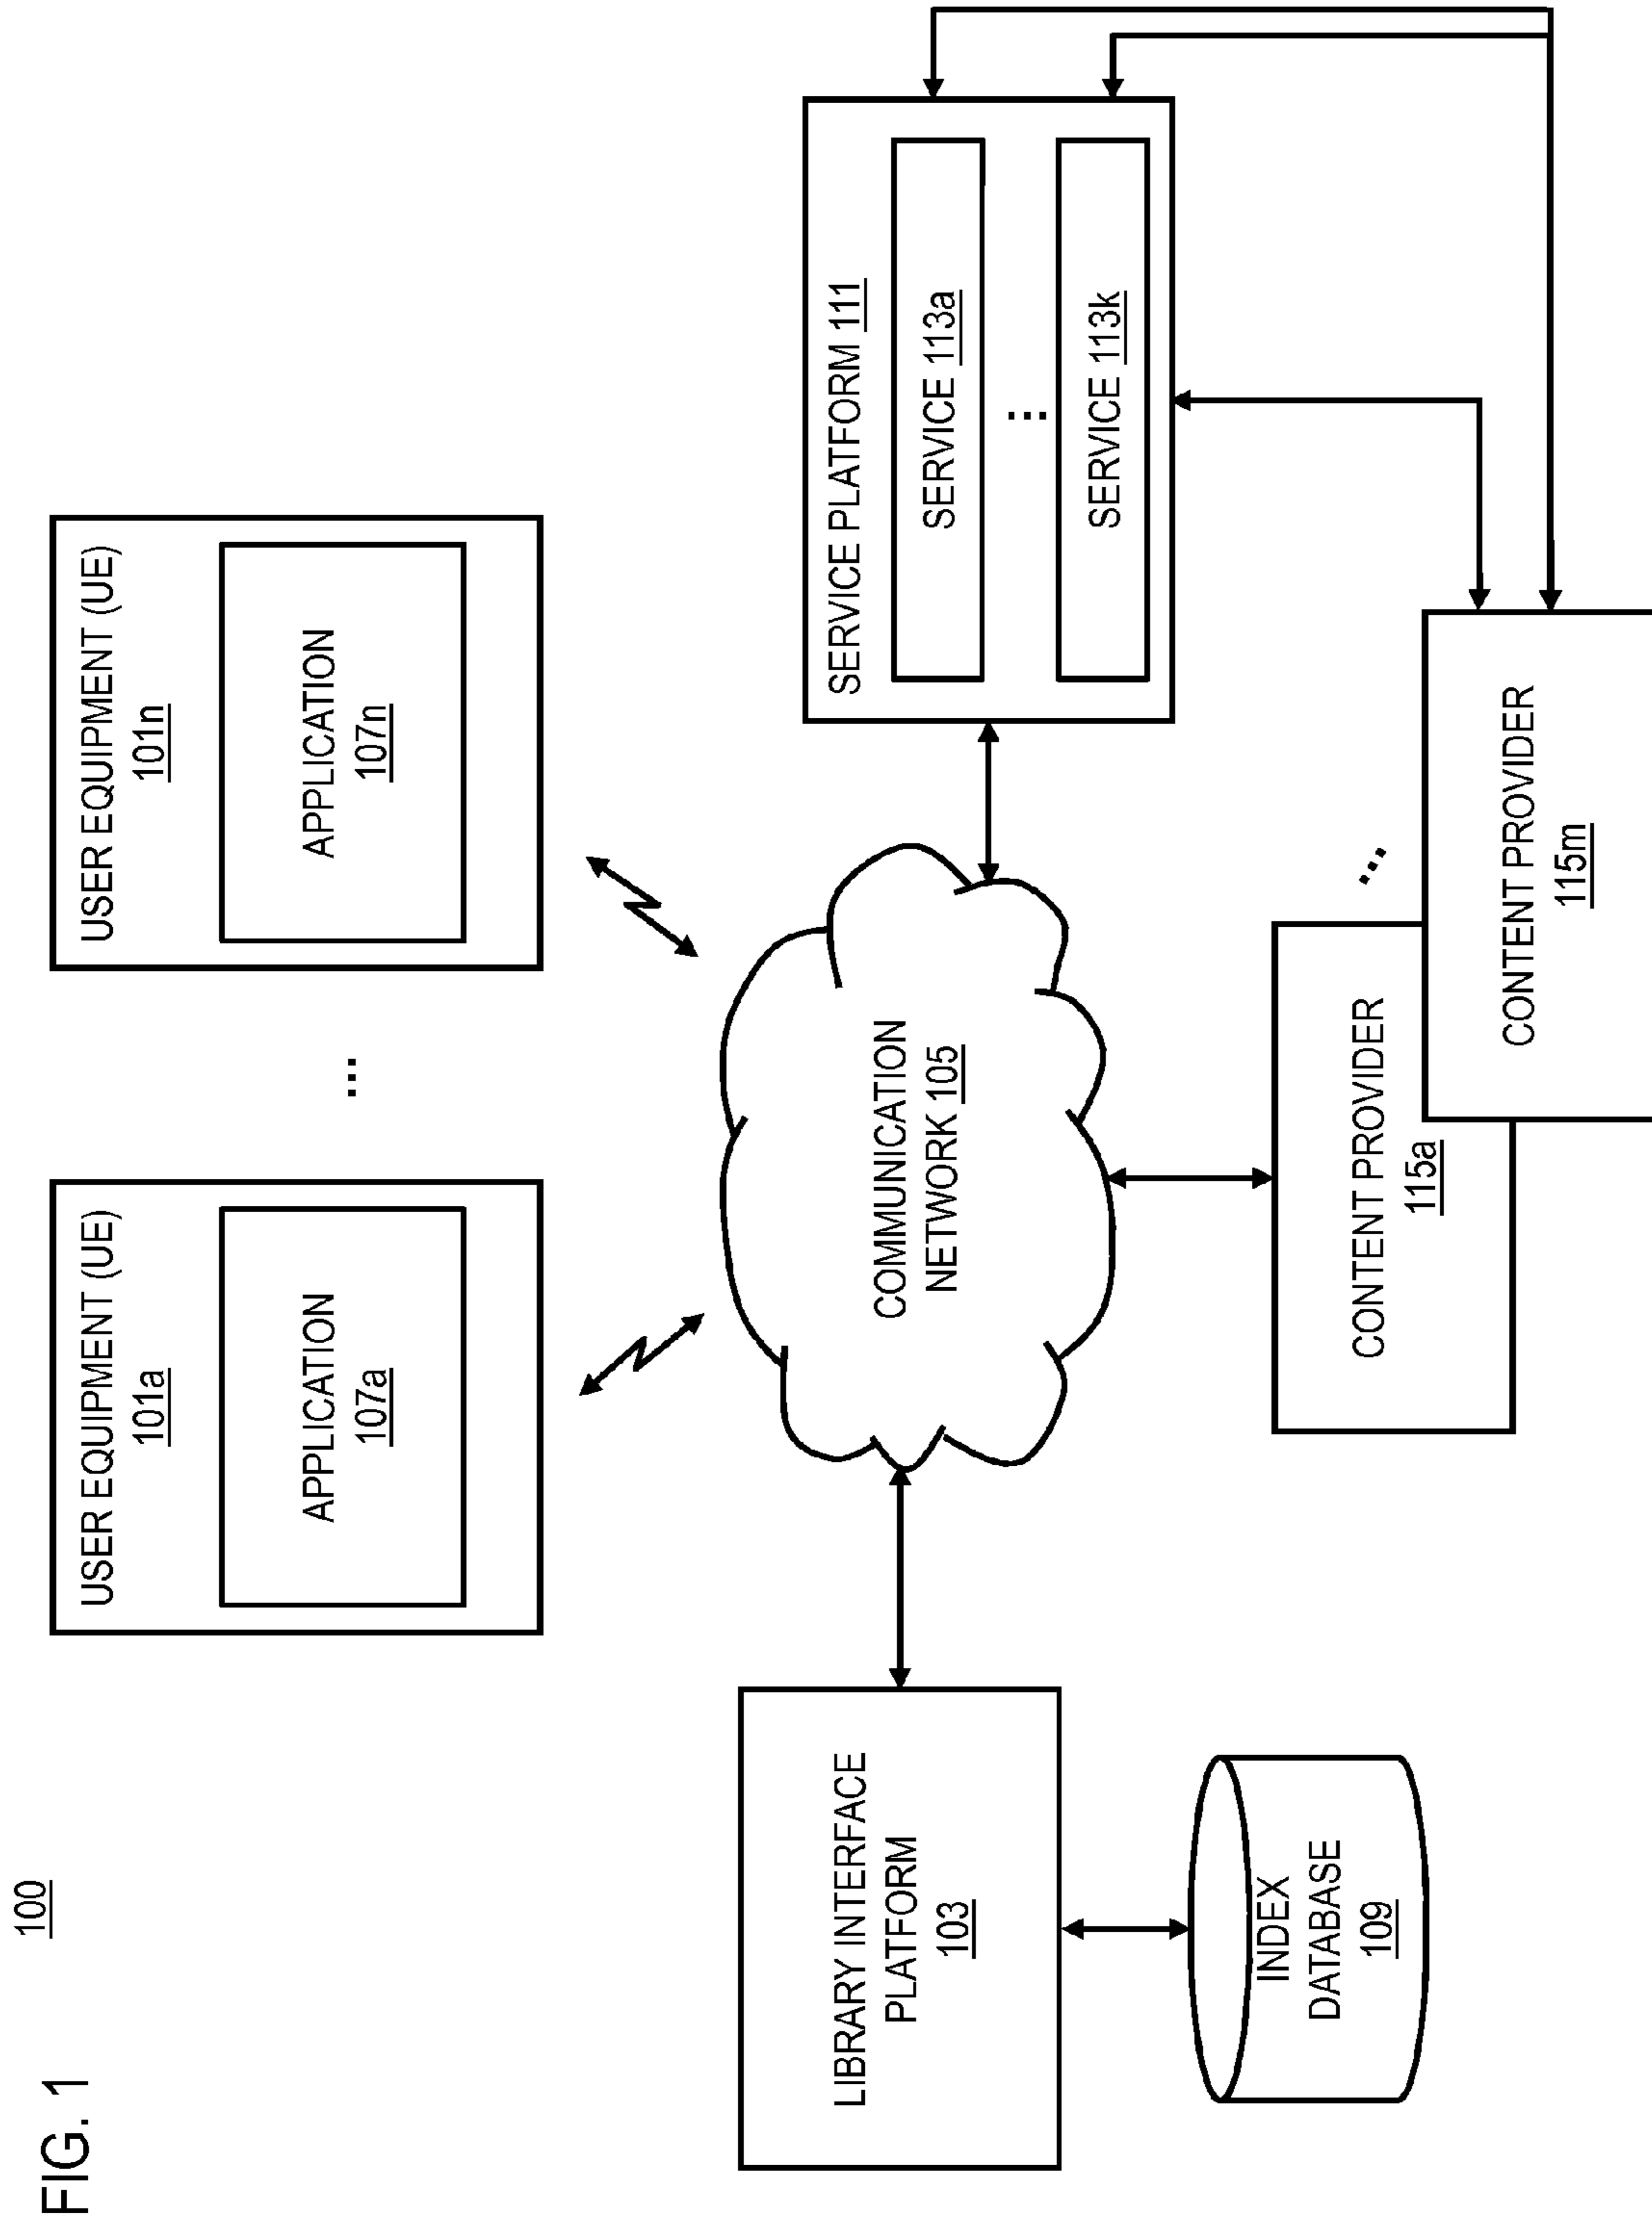 FIG. 1
100
USER EQUIPMENT (UE)
101a
APPLICATION
107a
...
USER EQUIPMENT (UE)
101n
APPLICATION
107n
LIBRARY INTERFACE
PLATFORM
103
INDEX
DATABASE
109
COMMUNICATION
NETWORK 105
SERVICE PLATFORM 111
SERVICE 113a
...
SERVICE 113k
CONTENT PROVIDER
115a
...
CONTENT PROVIDER
115m